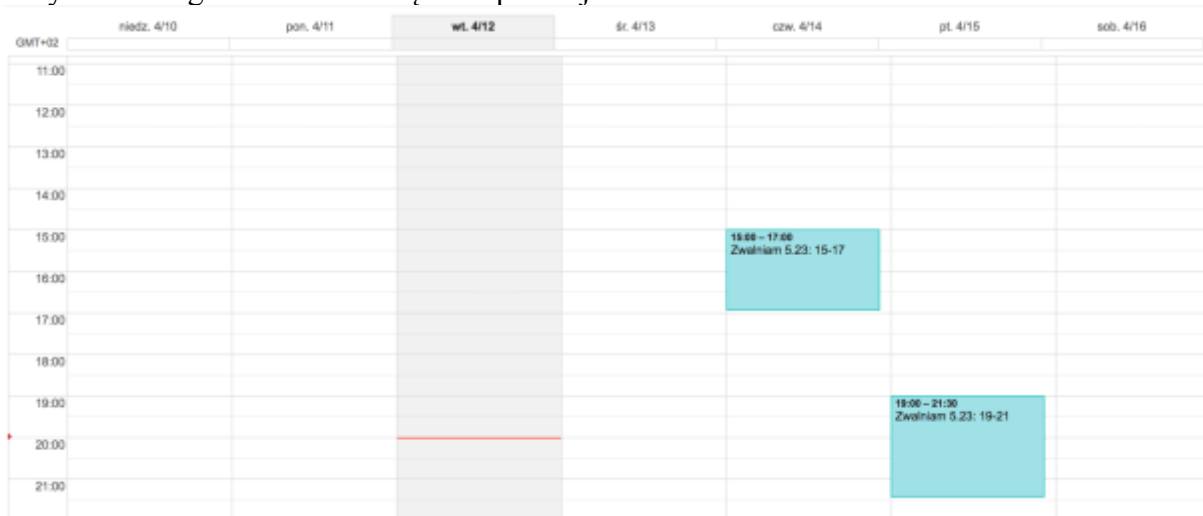 niedz. 4/10 pon. 4/11 wt. 4/12 śr. 4/13 czw. 4/14 pt. 4/15 sob. 4/16
GMT+02
11:00
12:00
13:00
14:00
15:00
15:00 – 17:00
Zwalniam 5.23: 15-17
16:00
17:00
18:00
19:00
19:00 – 21:30
Zwalniam 5.23: 19-21
20:00
21:00